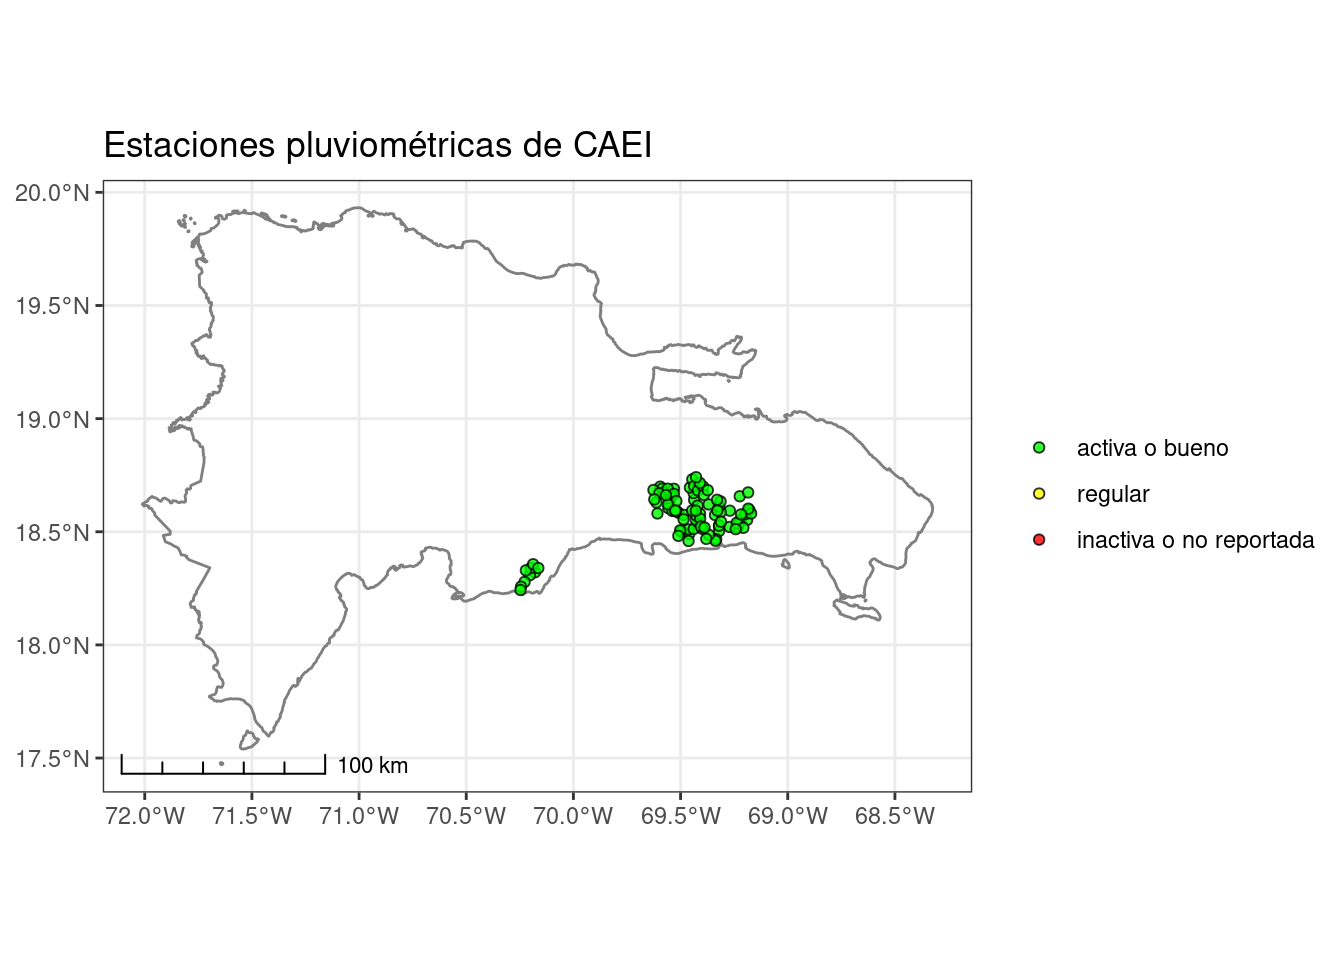 Estaciones pluviométricas de CAEI
20.0°N
19.5°N
19.0°N
18.5°N
18.0°N
17.5°N
100 km
72.0°W 71.5°W 71.0°W 70.5°W 70.0°W 69.5°W 69.0°W 68.5°W
activa o bueno
regular
inactiva o no reportada